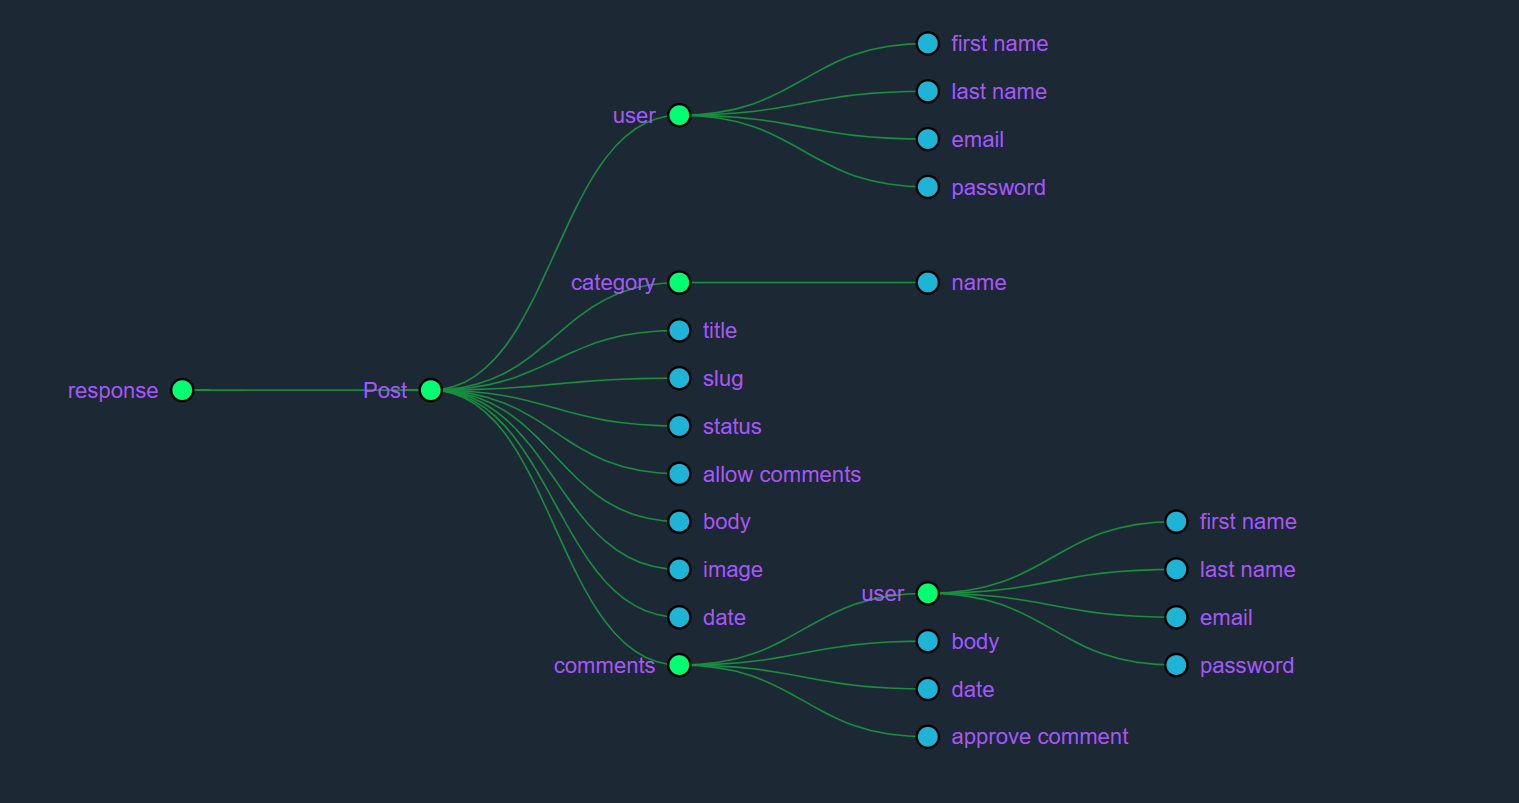 response
Post
user
first name
last name
email
password
category
name
title
slug
status
allow comments
body
image
date
comments
user
first name
last name
email
password
body
date
approve comment